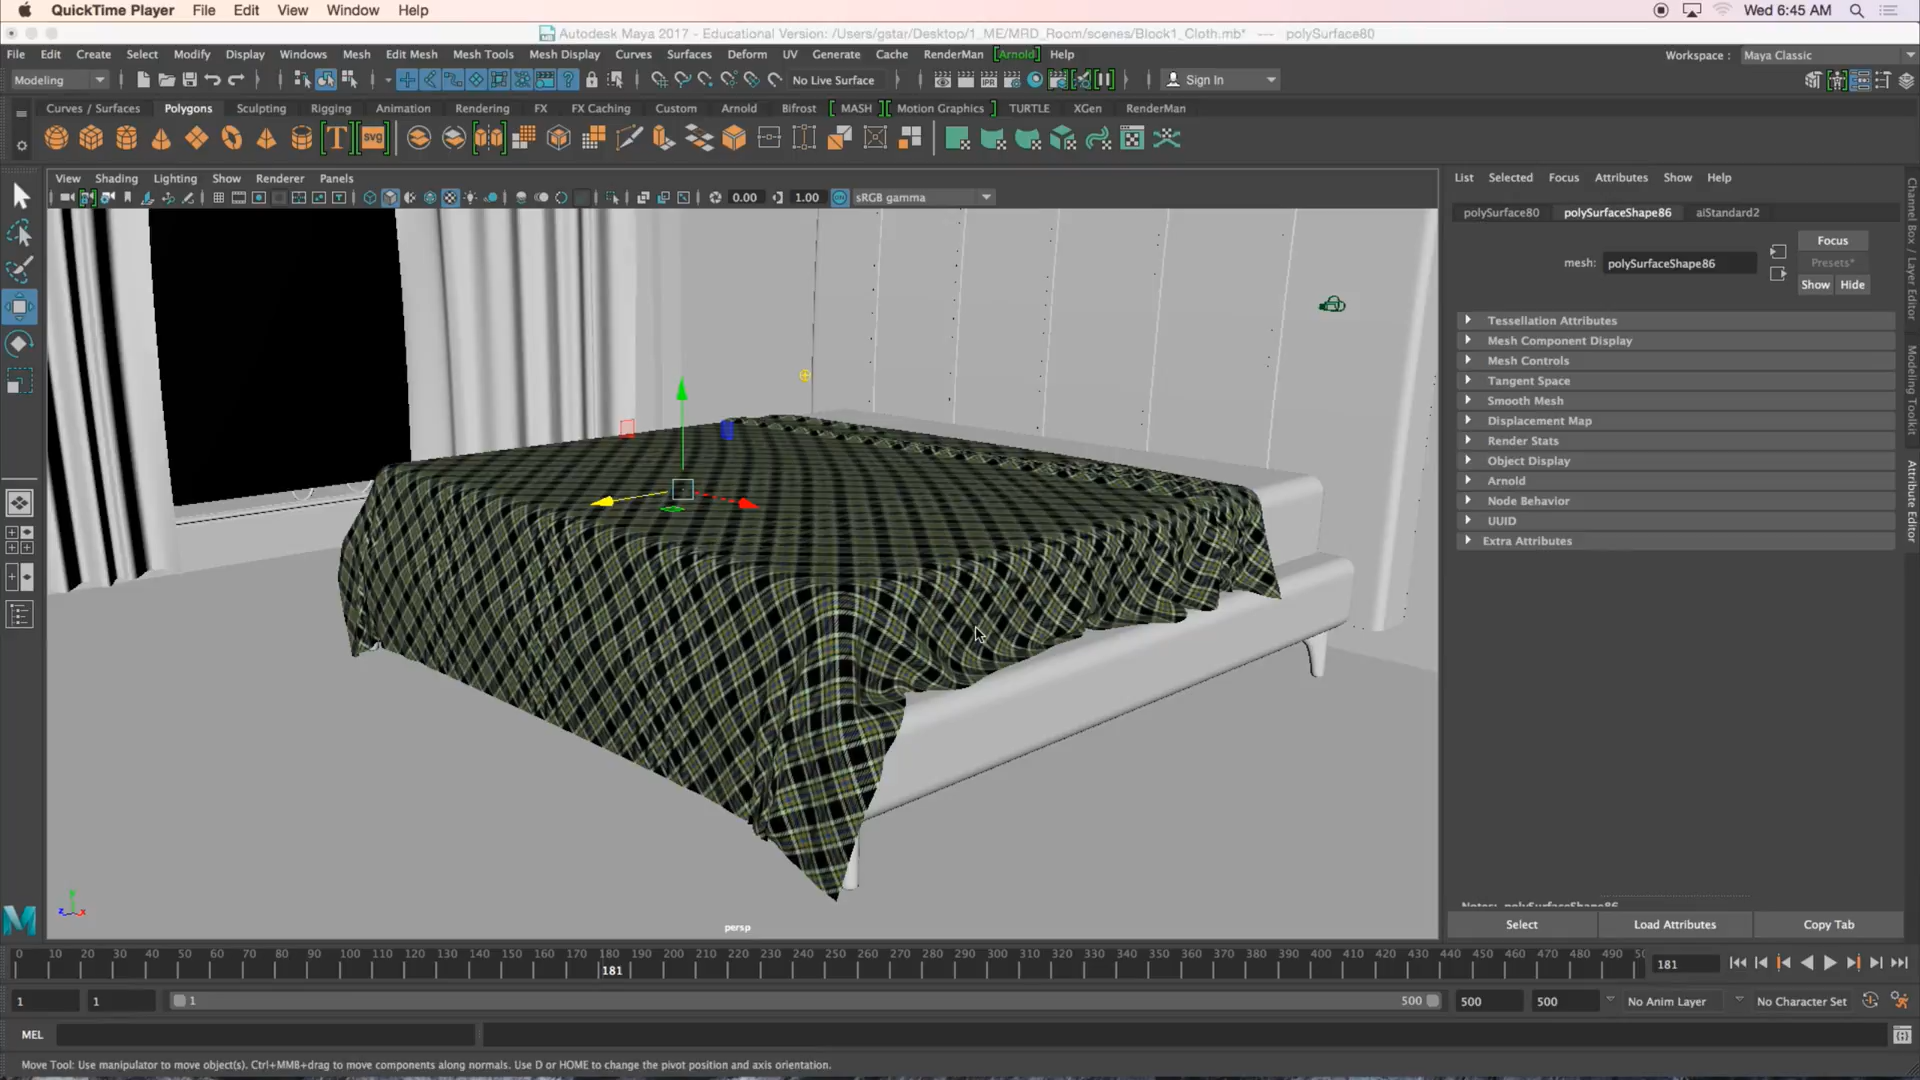 QuickTime Player File Edit View Window Help Wed 6:45 AM
Autodesk Maya 2017 - Educational Version: /Users/gstar/Desktop/1_ME/MRD_Room/scenes/Block1_Cloth.mb* --- polySurface80
File Edit Create Select Modify Display Windows Mesh Edit Mesh Mesh Tools Mesh Display Curves Surfaces Deform UV Generate Cache RenderMan [Arnold] Help Workspace : Maya Classic
Modeling No Live Surface Sign In
Curves / Surfaces Polygons Sculpting Rigging Animation Rendering FX FX Caching Custom Arnold Bifrost [ MASH ] [ Motion Graphics ] TURTLE XGen RenderMan
T SVG
View Shading Lighting Show Renderer Panels
0.00 1.00 sRGB gamma
List Selected Focus Attributes Show Help
polySurface80 polySurfaceShape86 aiStandard2
Focus
mesh: polySurfaceShape86
Presets*
Show Hide
Tessellation Attributes
Mesh Component Display
Mesh Controls
Tangent Space
Smooth Mesh
Displacement Map
Render Stats
Object Display
Arnold
Node Behavior
UUID
Extra Attributes
Channel Box / Layer Editor
Modeling Toolkit
Attribute Editor
Notes: polySurfaceShape86
Select Load Attributes Copy Tab
persp
0 10 20 30 40 50 60 70 80 90 100 110 120 130 140 150 160 170 180 190 200 210 220 230 240 250 260 270 280 290 300 310 320 330 340 350 360 370 380 390 400 410 420 430 440 450 460 470 480 490
181 181
1 1 1 500 500 500 No Anim Layer No Character Set
MEL
Move Tool: Use manipulator to move object(s). Ctrl+MMB+drag to move components along normals. Use D or HOME to change the pivot position and axis orientation.